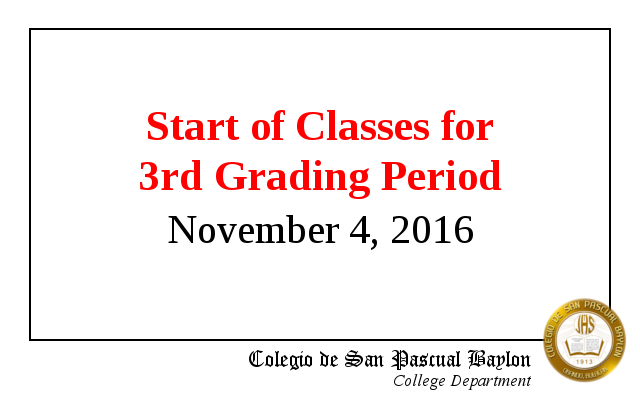 Start of Classes for
3rd Grading Period
November 4, 2016
Colegio de San Pascual Baylon
College Department
COLEGIO DE SAN PASCUAL BAYLON
1913